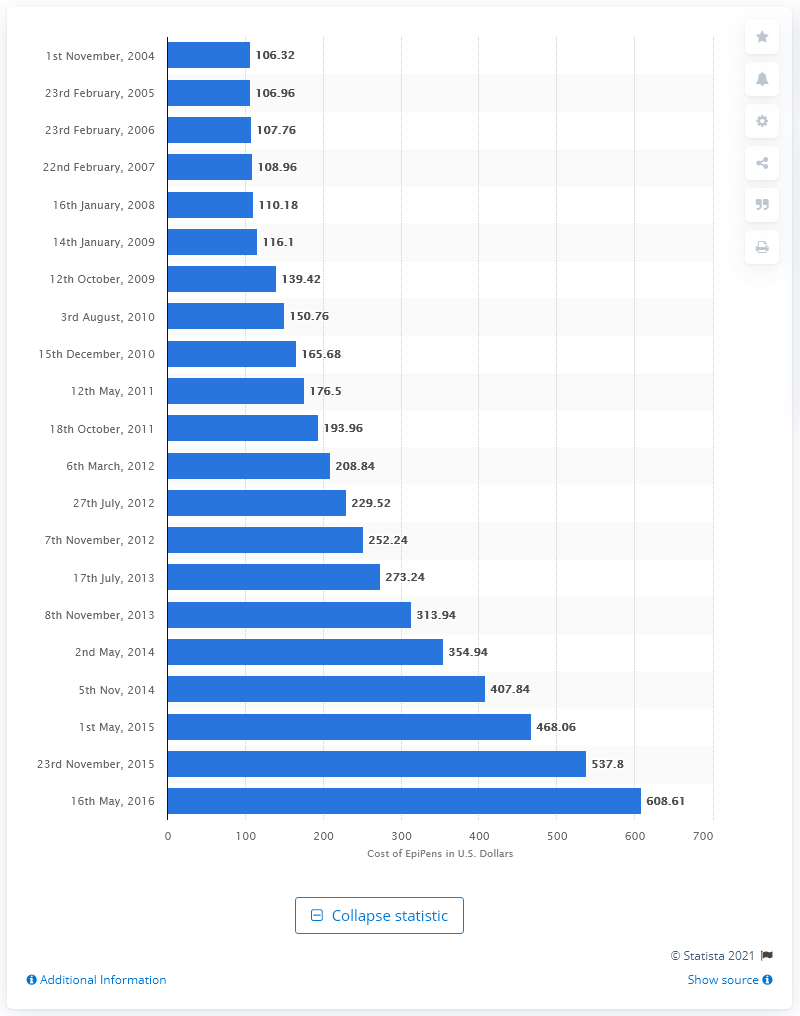 1st November, 2004 106.32
23rd February, 2005 106.96
23rd February, 2006 107.76
22nd February, 2007 108.96
16th January, 2008 110.18
14th January, 2009 116.1
12th October, 2009 139.42
3rd August, 2010 150.76
15th December, 2010 165.68
12th May, 2011 176.5
18th October, 2011 193.96
6th March, 2012 208.84
27th July, 2012 229.52
7th November, 2012 252.24
17th July, 2013 273.24
8th November, 2013 313.94
2nd May, 2014 354.94
5th Nov, 2014 407.84
1st May, 2015 468.06
23rd November, 2015 537.8
16th May, 2016 608.61
0 100 200 300 400 500 600 700
Cost of EpiPens in U.S. Dollars
Collapse statistic
© Statista 2021
Additional Information Show source